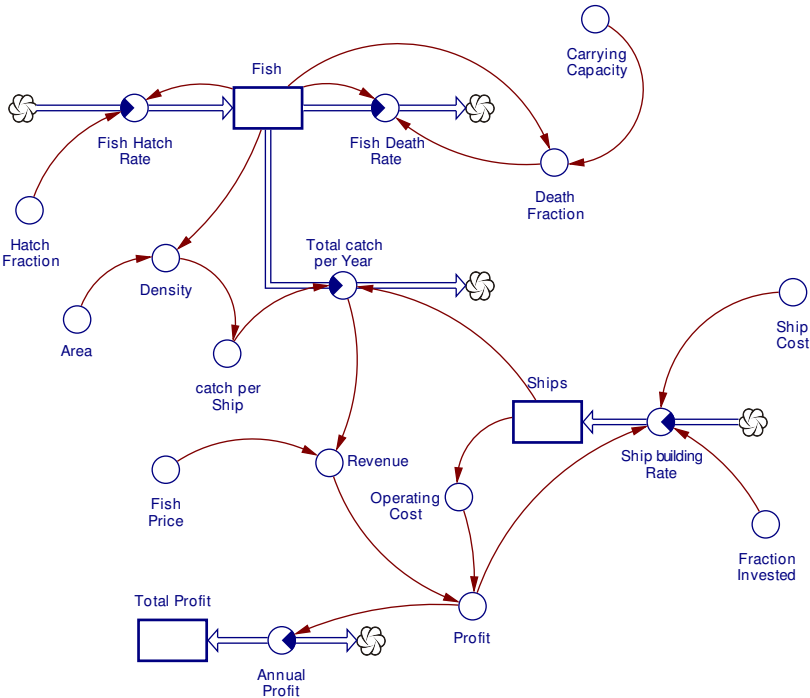 Fish
Carrying
Capacity
Fish Hatch
Rate
Fish Death
Rate
Death
Fraction
Hatch
Fraction
Total catch
per Year
Density
Area
Ship
Cost
catch per
Ship
Ships
Revenue
Ship building
Rate
Operating
Cost
Fish
Price
Fraction
Invested
Total Profit
Profit
Annual
Profit